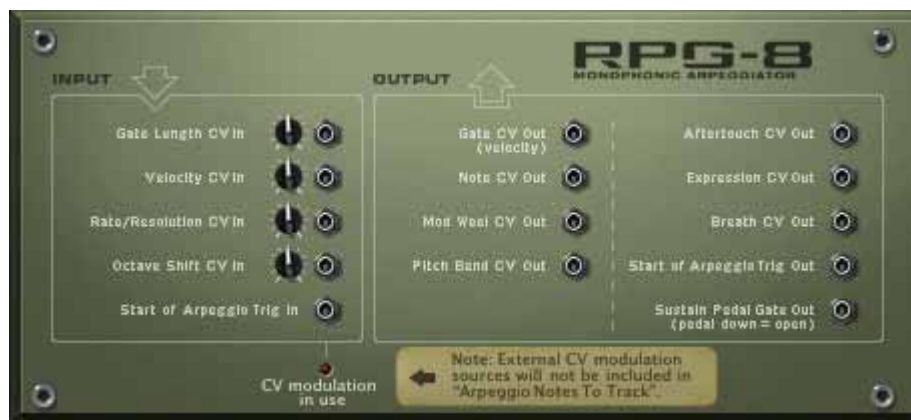 RPG-8
MONOPHONIC ARPEGGIATOR
INPUT
Gate Length CV In
Velocity CV In
Rate/Resolution CV In
Octave Shift CV In
Start of Arpeggio Trig In
CV modulation
in use
OUTPUT
Gate CV Out
(velocity)
Note CV Out
Mod Weel CV Out
Pitch Band CV Out
Aftertouch CV Out
Expression CV Out
Breath CV Out
Start of Arpeggio Trig Out
Sustain Pedal Gate Out
(pedal down = open)
Note: External CV modulation
sources will not be included in
"Arpeggio Notes To Track".